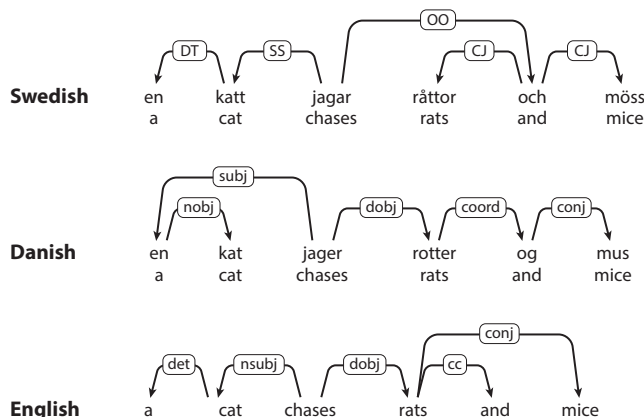 OO
DT SS CJ CJ
Swedish en katt jagar råttor och möss
a cat chases rats and mice
subj
nobj dobj coord conj
Danish en kat jager rotter og mus
a cat chases rats and mice
conj
det nsubj dobj cc
English a cat chases rats and mice